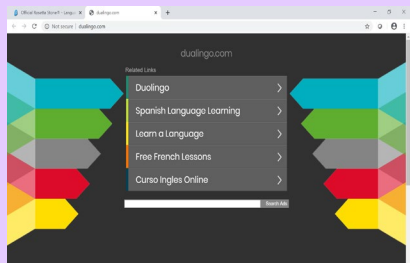 Official Rosetta Stone® - Langu
dualingo.com
Not secure | dualingo.com
dualingo.com
Related Links
Duolingo
Spanish Language Learning
Learn a Language
Free French Lessons
Curso Ingles Online
Search Ads